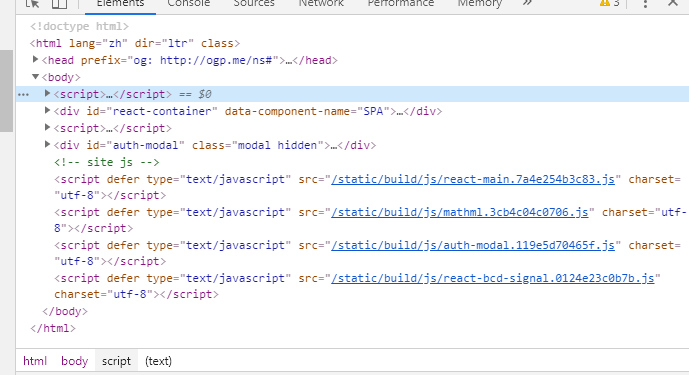 Elements Console Sources Network Performance Memory » 3
<!doctype html>
<html lang="zh" dir="ltr" class>
<head prefix="og: http://ogp.me/ns#">…</head>
<body>
… <script>…</script> == $0
<div id="react-container" data-component-name="SPA">…</div>
<script>…</script>
<div id="auth-modal" class="modal hidden">…</div>
<!-- site js -->
<script defer type="text/javascript" src="/static/build/js/react-main.7a4e254b3c83.js" charset=
"utf-8"></script>
<script defer type="text/javascript" src="/static/build/js/mathml.3cb4c04c0706.js" charset="utf-
8"></script>
<script defer type="text/javascript" src="/static/build/js/auth-modal.119e5d70465f.js" charset=
"utf-8"></script>
<script defer type="text/javascript" src="/static/build/js/react-bcd-signal.0124e23c0b7b.js"
charset="utf-8"></script>
</body>
</html>
html body script (text)